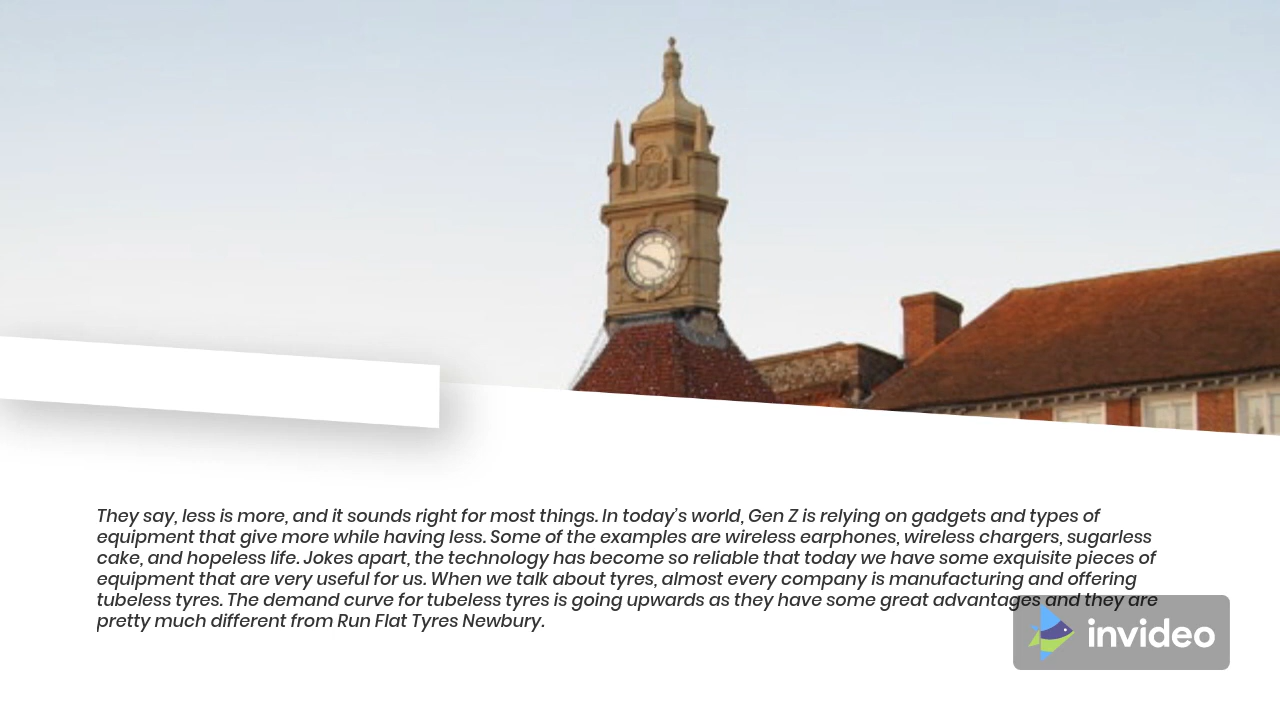 They say, less is more, and it sounds right for most things. In today's world, Gen Z is relying on gadgets and types of
equipment that give more while having less. Some of the examples are wireless earphones, wireless chargers, sugarless
cake, and hopeless life. Jokes apart, the technology has become so reliable that today we have some exquisite pieces of
equipment that are very useful for us. When we talk about tyres, almost every company is manufacturing and offering
tubeless tyres. The demand curve for tubeless tyres is going upwards as they have some great advantages and they are
pretty much different from Run Flat Tyres Newbury.
invideo